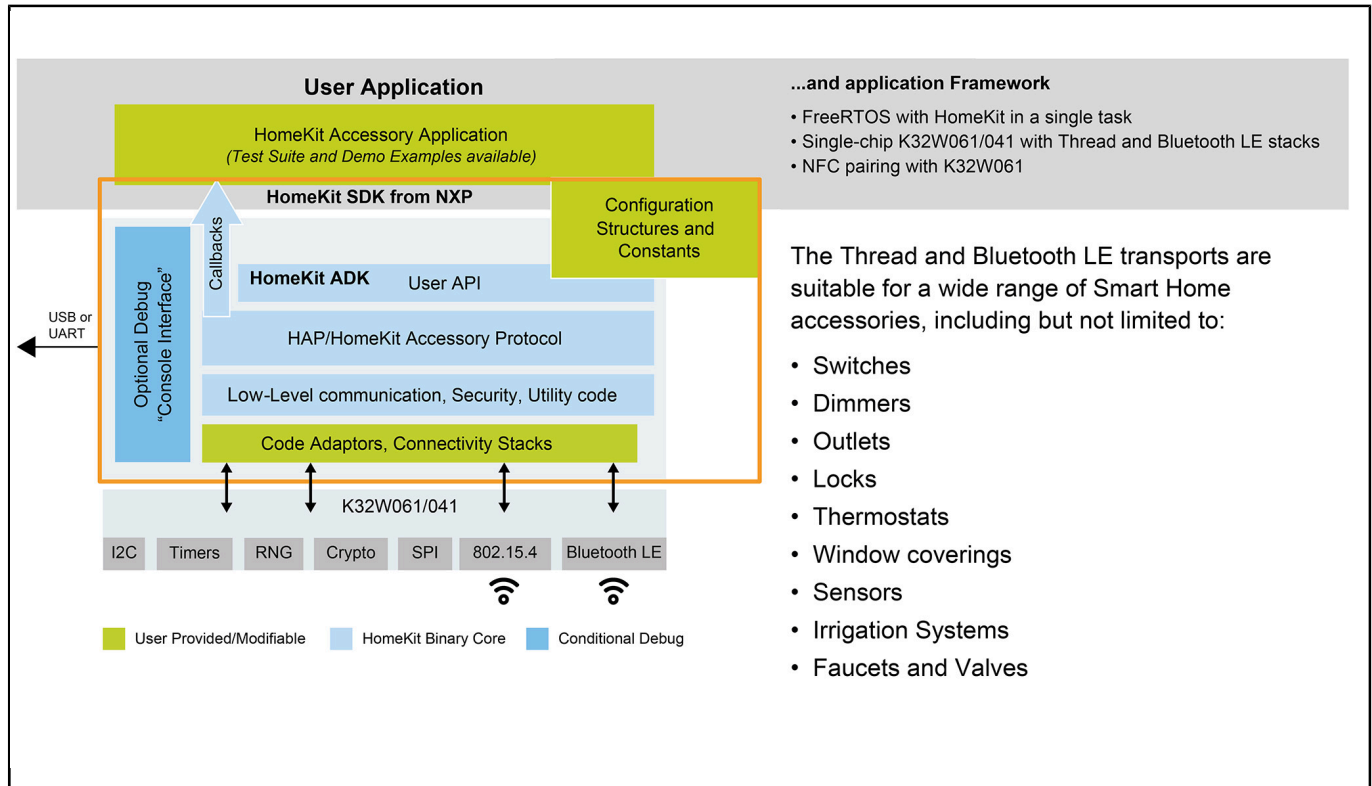 User Application
HomeKit Accessory Application
(Test Suite and Demo Examples available)
...and application Framework
• FreeRTOS with HomeKit in a single task
• Single-chip K32W061/041 with Thread and Bluetooth LE stacks
• NFC pairing with K32W061
HomeKit SDK from NXP
Configuration
Structures and
Constants
Callbacks
Optional Debug
“Console Interface”
USB or
UART
HomeKit ADK
User API
HAP/HomeKit Accessory Protocol
Low-Level communication, Security, Utility code
Code Adaptors, Connectivity Stacks
K32W061/041
I2C
Timers
RNG
Crypto
SPI
802.15.4
Bluetooth LE
User Provided/Modifiable
HomeKit Binary Core
Conditional Debug
The Thread and Bluetooth LE transports are
suitable for a wide range of Smart Home
accessories, including but not limited to:
• Switches
• Dimmers
• Outlets
• Locks
• Thermostats
• Window coverings
• Sensors
• Irrigation Systems
• Faucets and Valves